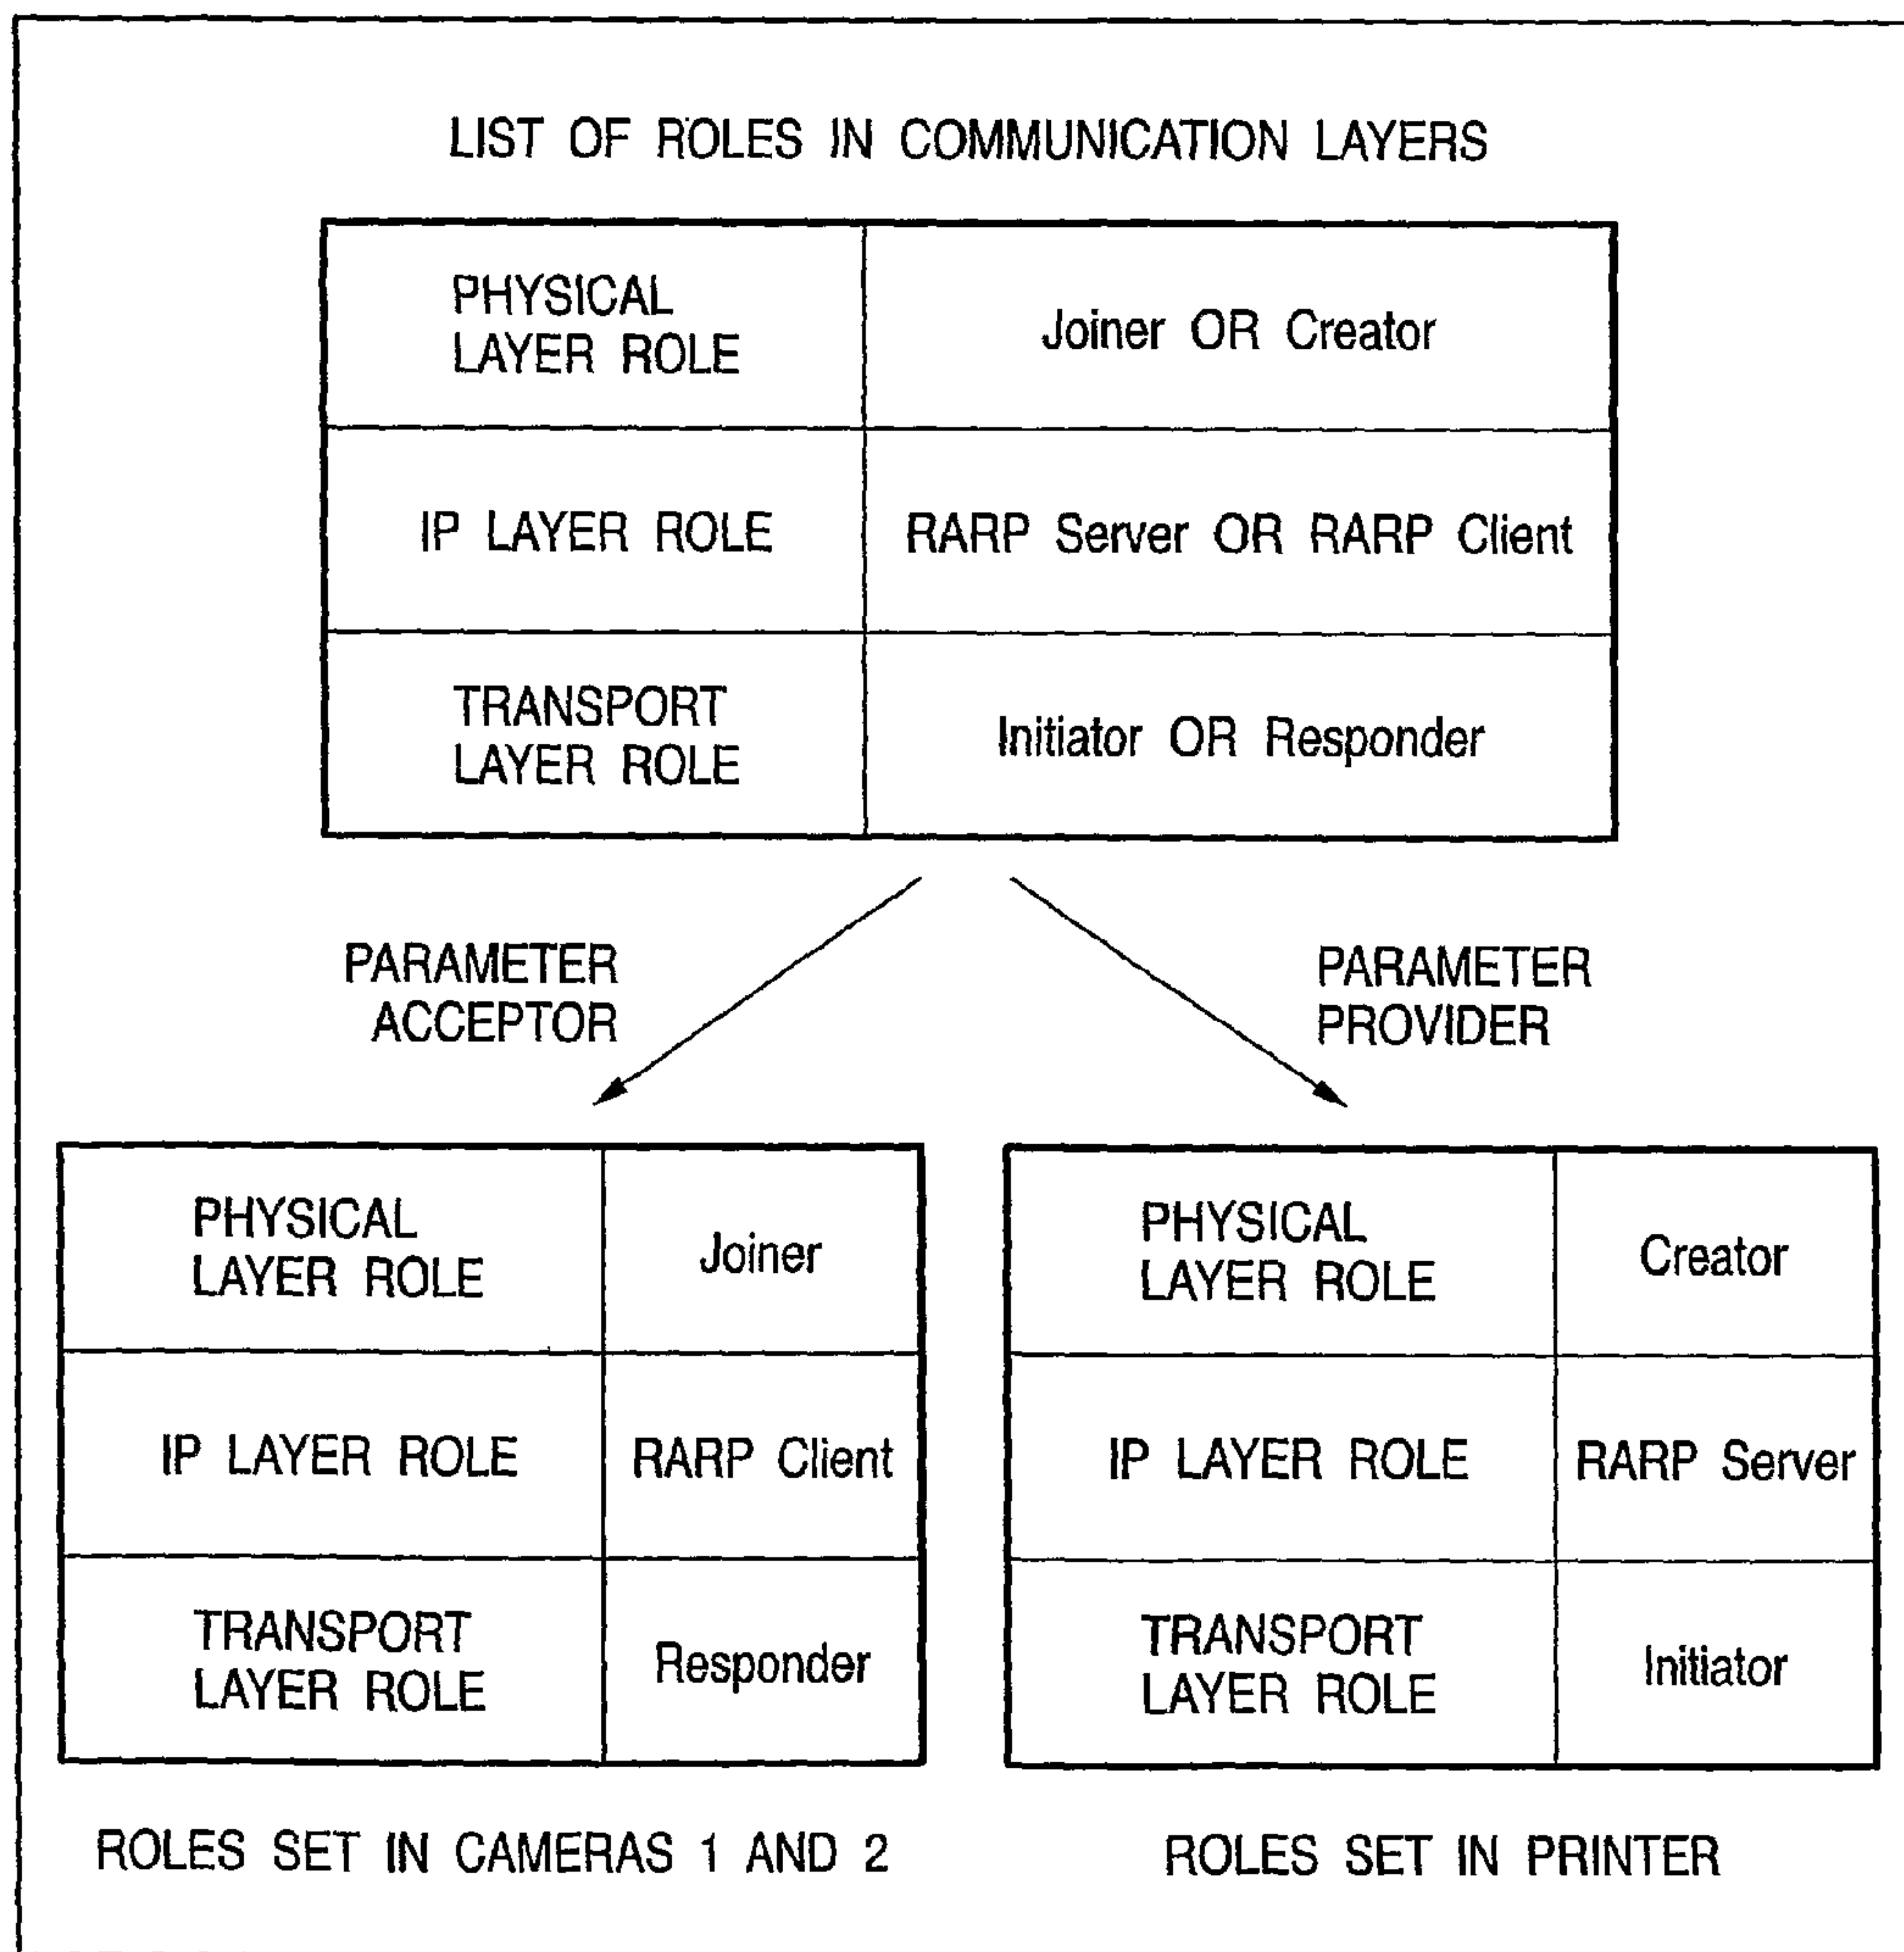 LIST OF ROLES IN COMMUNICATION LAYERS
PHYSICAL
LAYER ROLE
Joiner OR Creator
IP LAYER ROLE
RARP Server OR RARP Client
TRANSPORT
LAYER ROLE
Initiator OR Responder
PARAMETER
ACCEPTOR
PARAMETER
PROVIDER
PHYSICAL
LAYER ROLE
Joiner
IP LAYER ROLE
RARP Client
TRANSPORT
LAYER ROLE
Responder
ROLES SET IN CAMERAS 1 AND 2
PHYSICAL
LAYER ROLE
Creator
IP LAYER ROLE
RARP Server
TRANSPORT
LAYER ROLE
Initiator
ROLES SET IN PRINTER